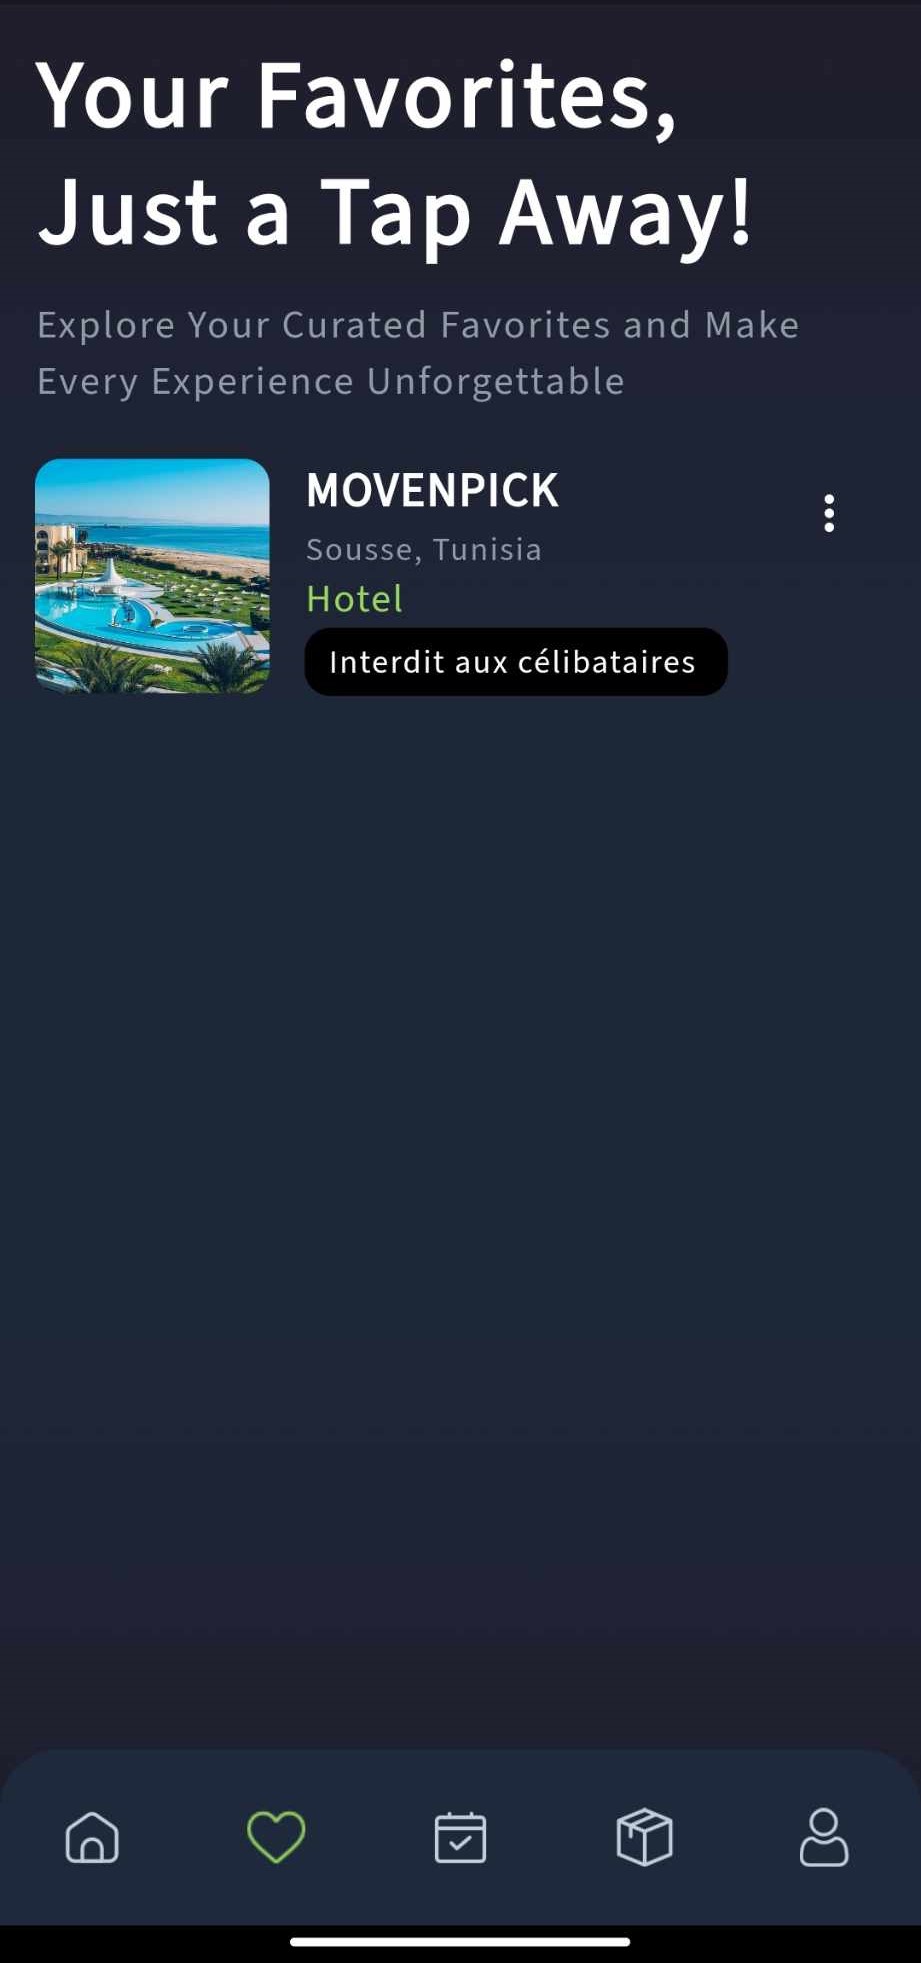 Your Favorites,
Just a Tap Away!
Explore Your Curated Favorites and Make
Every Experience Unforgettable
MOVENPICK
Sousse, Tunisia
Hotel
Interdit aux célibataires